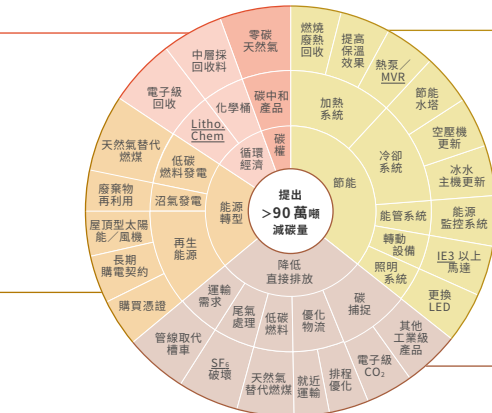 提出
>90 萬噸
減碳量
節能
加熱
系統
燃燒
廢熱
回收
提高
保溫
效果
熱泵／
MVR
冷卻
系統
節能
水塔
空壓機
更新
冰水
主機更新
能管系統
能源
監控系統
轉動
設備
IE3 以上
馬達
照明
系統
更換
LED
降低
直接排放
碳
捕捉
其他
工業級
產品
電子級
CO₂
優化
物流
排程
優化
就近
運輸
低碳
燃料
天然氣
替代燃煤
尾氣
處理
SF₆
破壞
運輸
需求
管線取代
槽車
能源
轉型
再生
能源
購買憑證
長期
購電契約
屋頂型太陽
能／風機
沼氣發電
廢棄物
再利用
低碳
燃料發電
天然氣替代
燃煤
循環
經濟
Litho.
Chem
電子級
回收
化學桶
中層採
回收料
碳
權
碳中和
產品
零碳
天然氣